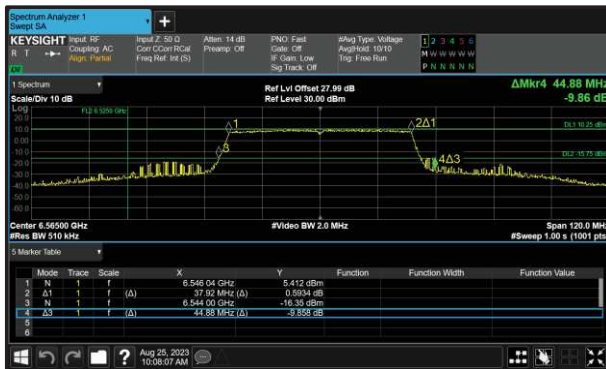 Spectrum Analyzer 1
Swept SA
KEYSIGHT
R T
Input: RF
Coupling: AC
Align: Partial
Input Z: 50 Ω
Corr CCorr RCal
Freq Ref: Int (S)
Atten: 14 dB
Preamp: Off
PNO: Fast
Gate: Off
IF Gain: Low
Sig Track: Off
#Avg Type: Voltage
Avg|Hold: 10/10
Trig: Free Run
1 2 3 4 5 6
M W W W W W
P N N N N N
1 Spectrum
Scale/Div 10 dB
Ref Lvl Offset 27.99 dB
Ref Level 30.00 dBm
ΔMkr4 44.88 MHz
-9.86 dB
Log
20.0
10.0
0.00
-10.0
-20.0
-30.0
-40.0
-50.0
-60.0
1
2Δ1
DL1 10.25 dBm
3
4Δ3
DL2 -15.75 dBm
Center 6.56500 GHz
#Res BW 510 kHz
#Video BW 2.0 MHz
Span 120.0 MHz
#Sweep 1.00 s (1001 pts)
5 Marker Table
Mode Trace Scale X Y Function Function Width Function Value
1 N 1 f 6.546 04 GHz 5.412 dBm
2 Δ1 1 f (Δ) 37.92 MHz (Δ) 0.5934 dB
3 N 1 f 6.544 00 GHz -16.35 dBm
4 Δ3 1 f (Δ) 44.88 MHz (Δ) -9.858 dB
5
6
?
Aug 25, 2023
10:08:07 AM